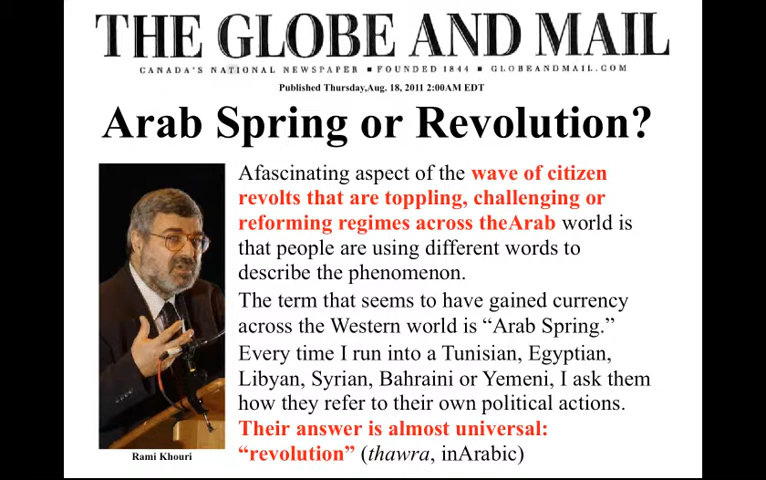 THE GLOBE AND MAIL
CANADA'S NATIONAL NEWSPAPER ■ FOUNDED 1844 ■ GLOBEANDMAIL.COM
Published Thursday,Aug. 18, 2011 2:00AM EDT
Arab Spring or Revolution?
Afascinating aspect of the wave of citizen
revolts that are toppling, challenging or
reforming regimes across theArab world is
that people are using different words to
describe the phenomenon.
The term that seems to have gained currency
across the Western world is “Arab Spring.”
Every time I run into a Tunisian, Egyptian,
Libyan, Syrian, Bahraini or Yemeni, I ask them
how they refer to their own political actions.
Their answer is almost universal:
“revolution” (thawra, inArabic)
Rami Khouri